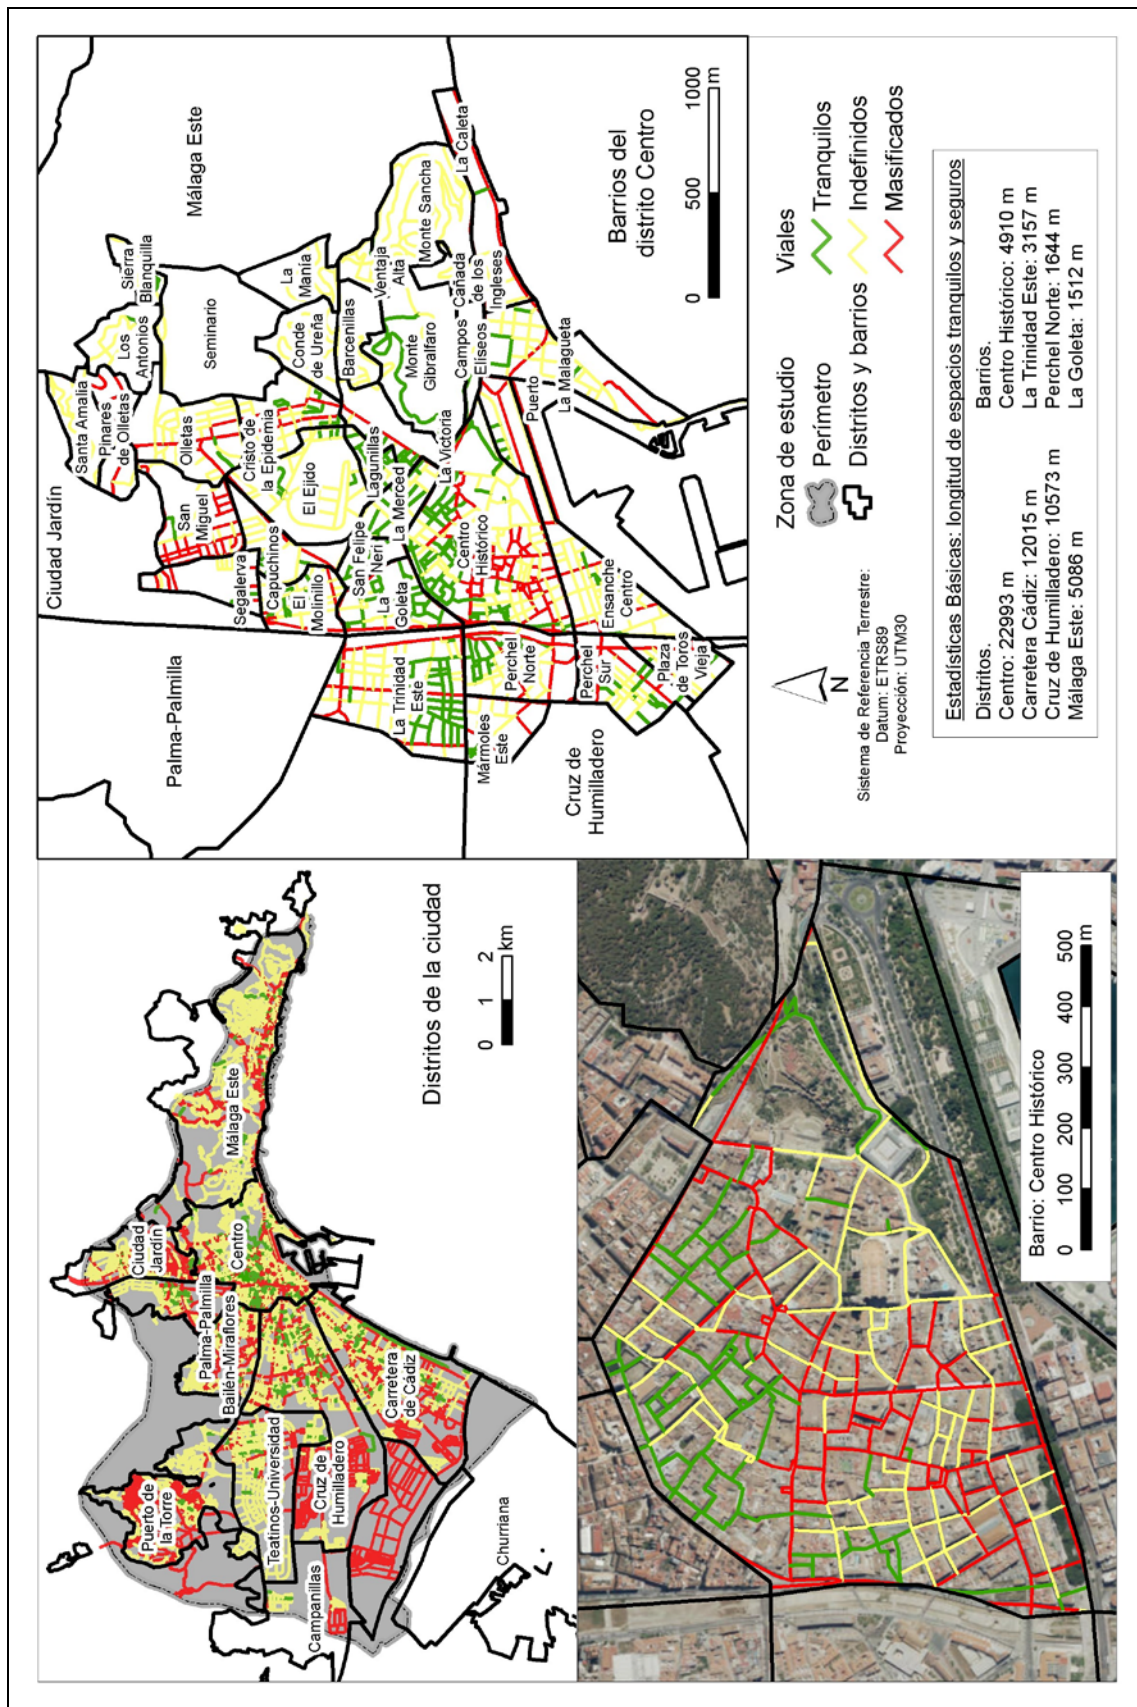 Distritos de la ciudad
0 1 2
km
Puerto de
la Torre
Ciudad
Jardín
Palma-Palmilla
Bailén-Miraflores
Centro
Málaga Este
Teatinos-Universidad
Cruz de
Humilladero
Carretera
de Cádiz
Campanillas
Churriana
Barrio: Centro Histórico
0 100 200 300 400 500
m
Ciudad Jardín
Palma-Palmilla
Málaga Este
Cruz de
Humilladero
Barrios del
distrito Centro
0 500 1000
m
Santa Amalia
Pinares
de Olletas
Los
Antonios
Sierra
Blanquilla
Seminario
Olletas
San
Miguel
Segalerva
Capuchinos
El
Molinillo
Cristo de
la Epidemia
El Ejido
Conde
de Ureña
La
Manía
Barcenillas
Ventaja
Alta
Monte Sancha
Monte
Gibralfaro
Cañada
de los
Ingleses
La Caleta
Campos
Elíseos
Lagunillas
La Merced
La Victoria
San Felipe
Neri
La
Goleta
Centro
Histórico
La Trinidad
Este
Mármoles
Este
Perchel
Norte
Perchel
Sur
Ensanche
Centro
Plaza
de Toros
Vieja
Puerto
La Malagueta
N
Sistema de Referencia Terrestre:
Datum: ETRS89
Proyección: UTM30
Zona de estudio
Perímetro
Distritos y barrios
Viales
Tranquilos
Indefinidos
Masificados
Estadísticas Básicas: longitud de espacios tranquilos y seguros
Distritos.
Centro: 22993 m
Carretera Cádiz: 12015 m
Cruz de Humilladero: 10573 m
Málaga Este: 5086 m
Barrios.
Centro Histórico: 4910 m
La Trinidad Este: 3157 m
Perchel Norte: 1644 m
La Goleta: 1512 m